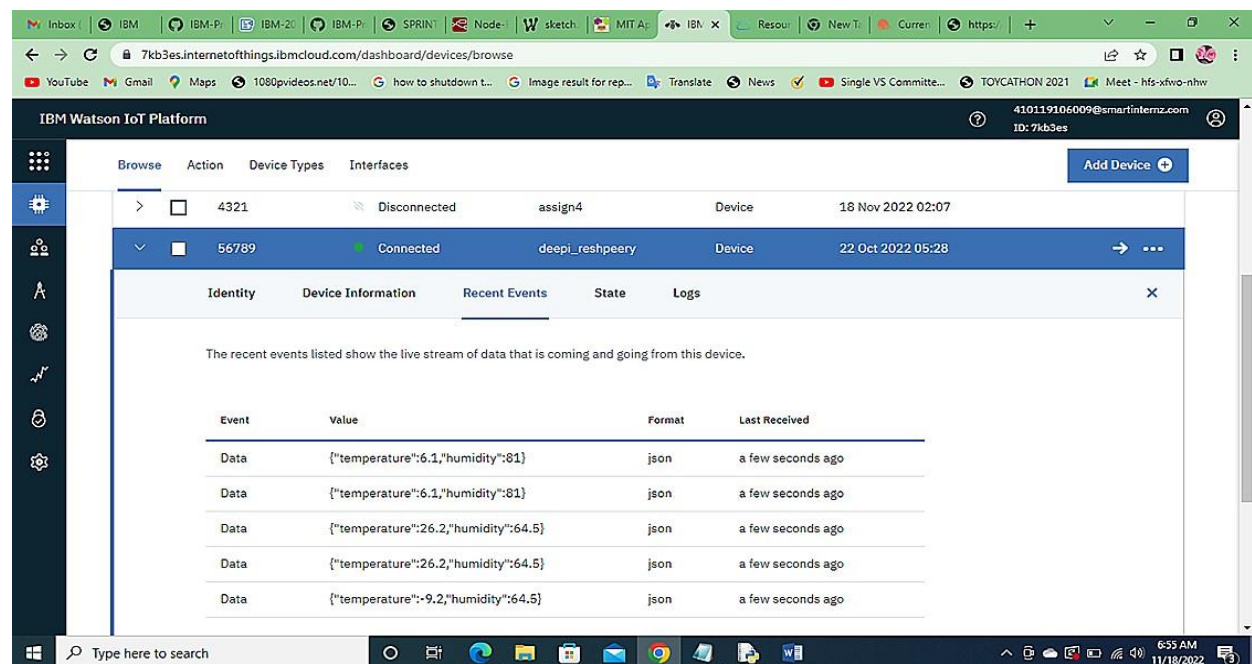 Inbox ( IBM IBM-Pr IBM-20 IBM-Pr SPRINT Node- sketch. MIT Ap IBM Resour New Ta Curren https:/
7kb3es.internetofthings.ibmcloud.com/dashboard/devices/browse
YouTube Gmail Maps 1080pvideos.net/10... how to shutdown t... Image result for rep... Translate News Single VS Committe... TOYCATHON 2021 Meet - hfs-xfwo-nhw
IBM Watson IoT Platform
410119106009@smartinternz.com
ID: 7kb3es
Browse Action Device Types Interfaces Add Device
4321 Disconnected assign4 Device 18 Nov 2022 02:07
56789 Connected deepi_reshpeery Device 22 Oct 2022 05:28
Identity Device Information Recent Events State Logs
The recent events listed show the live stream of data that is coming and going from this device.
Event Value Format Last Received
Data {"temperature":6.1,"humidity":81} json a few seconds ago
Data {"temperature":6.1,"humidity":81} json a few seconds ago
Data {"temperature":26.2,"humidity":64.5} json a few seconds ago
Data {"temperature":26.2,"humidity":64.5} json a few seconds ago
Data {"temperature":-9.2,"humidity":64.5} json a few seconds ago
Type here to search
6:55 AM
11/18/2022